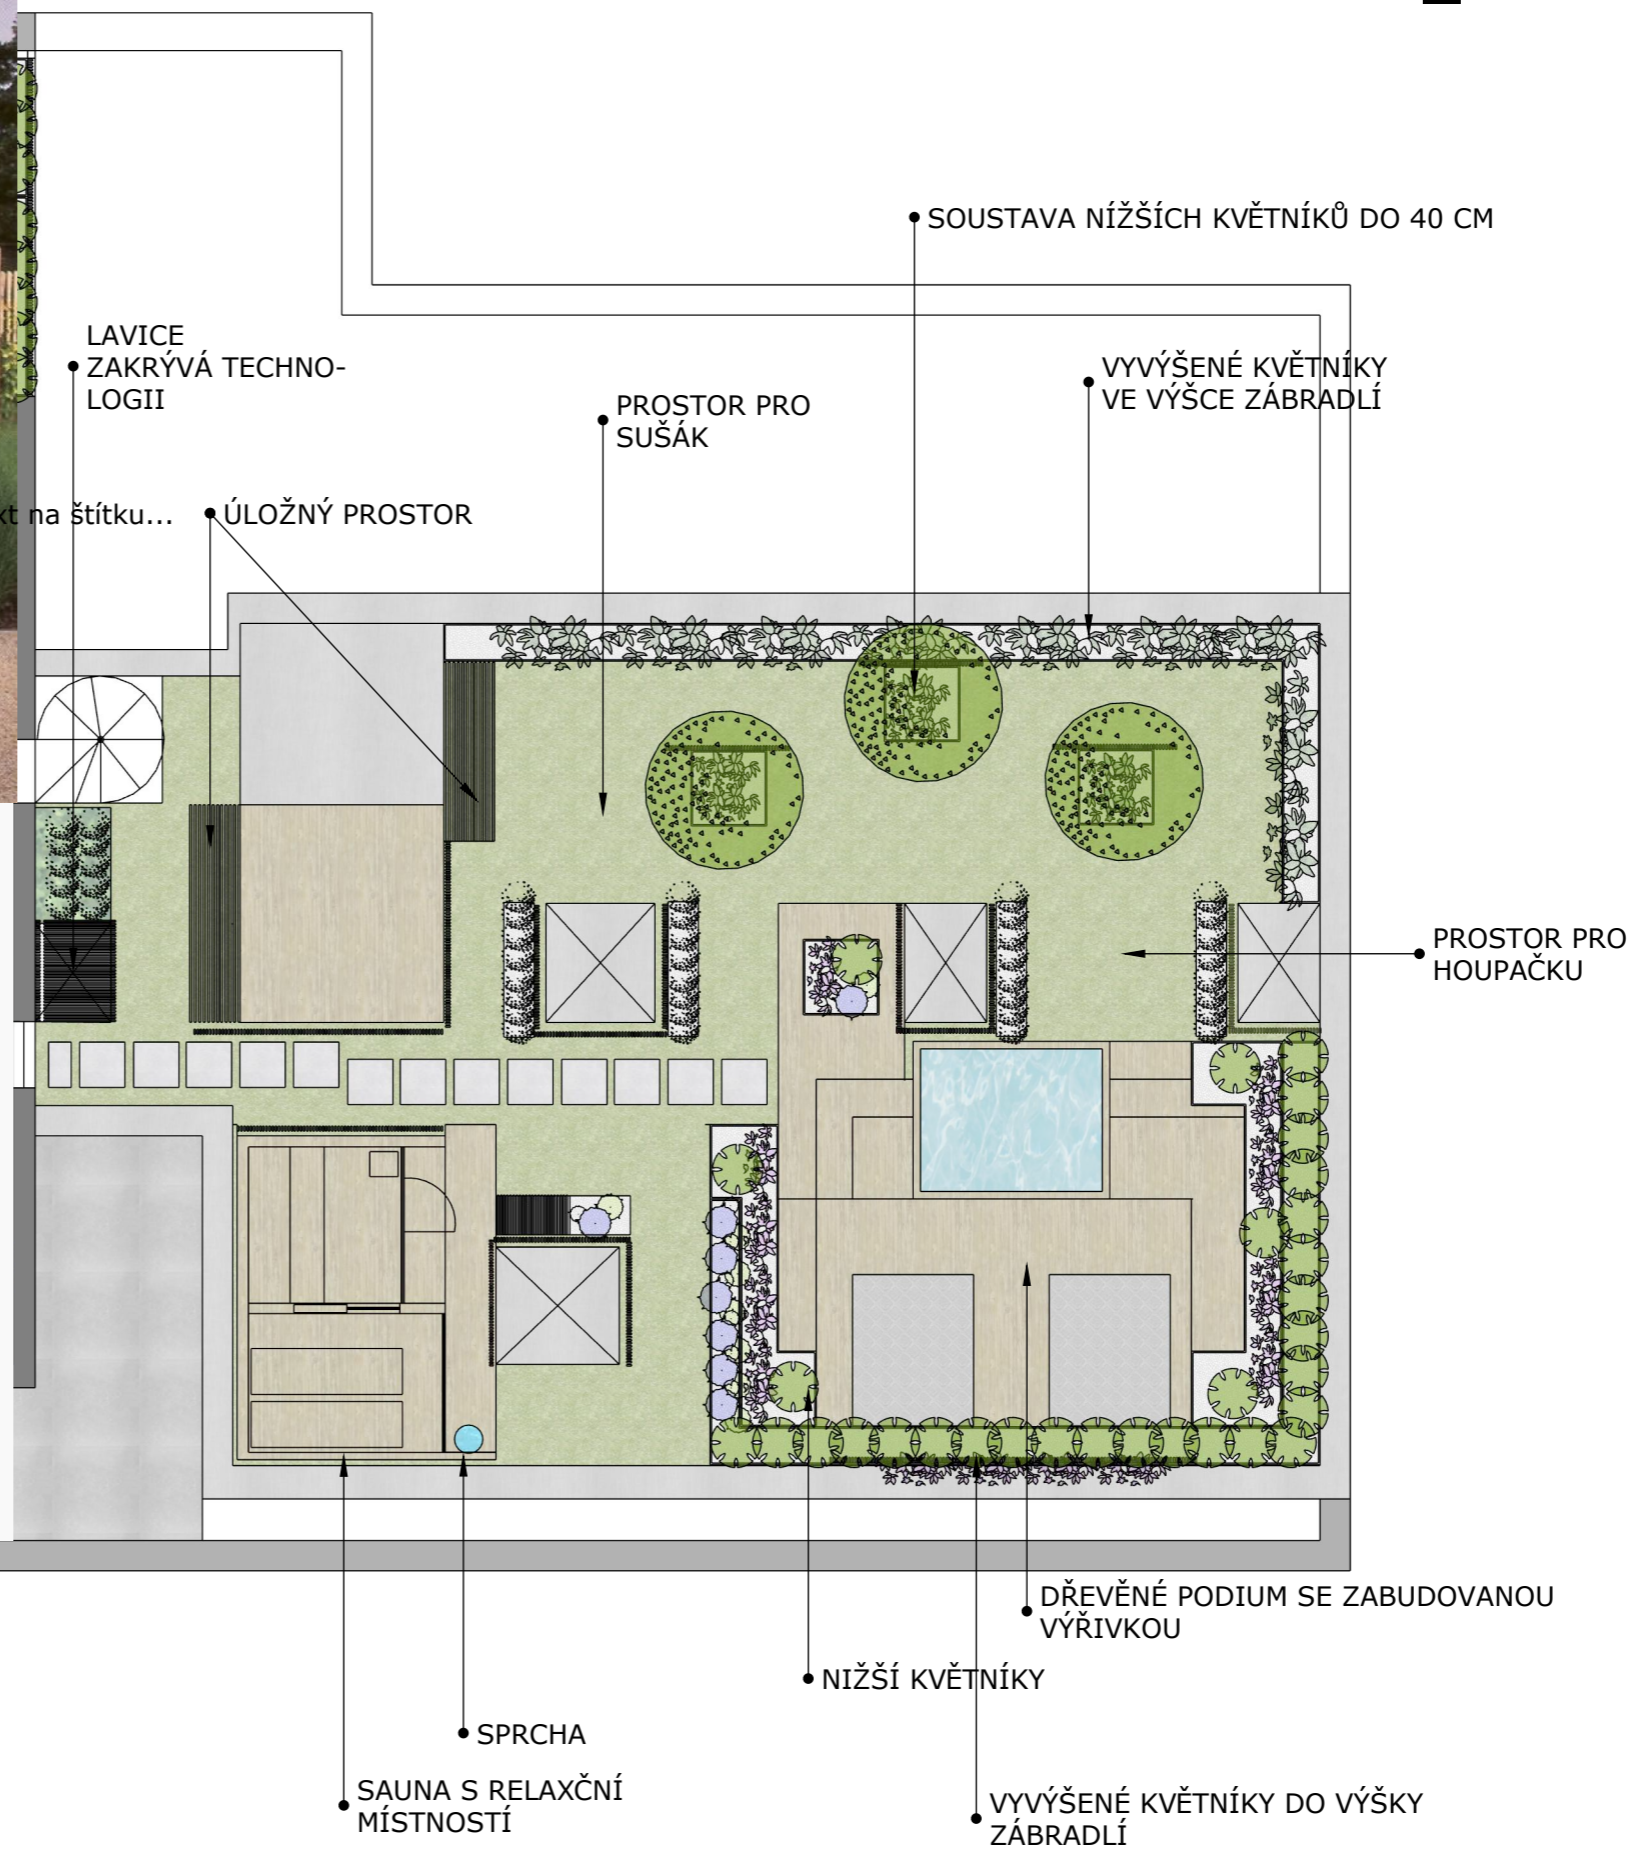 SOUSTAVA NÍŽŠÍCH KVĚTNÍKŮ DO 40 CM
LAVICE
ZAKRÝVÁ TECHNO-
LOGII
VYVÝŠENÉ KVĚTNÍKY
VE VÝŠCE ZÁBRADLÍ
PROSTOR PRO
SUŠÁK
na štítku...
ÚLOŽNÝ PROSTOR
PROSTOR PRO
HOUPAČKU
DŘEVĚNÉ PODIUM SE ZABUDOVANOU
VÝŘIVKOU
NIŽŠÍ KVĚTNÍKY
SPRCHA
SAUNA S RELAXČNÍ
MÍSTNOSTÍ
VYVÝŠENÉ KVĚTNÍKY DO VÝŠKY
ZÁBRADLÍ